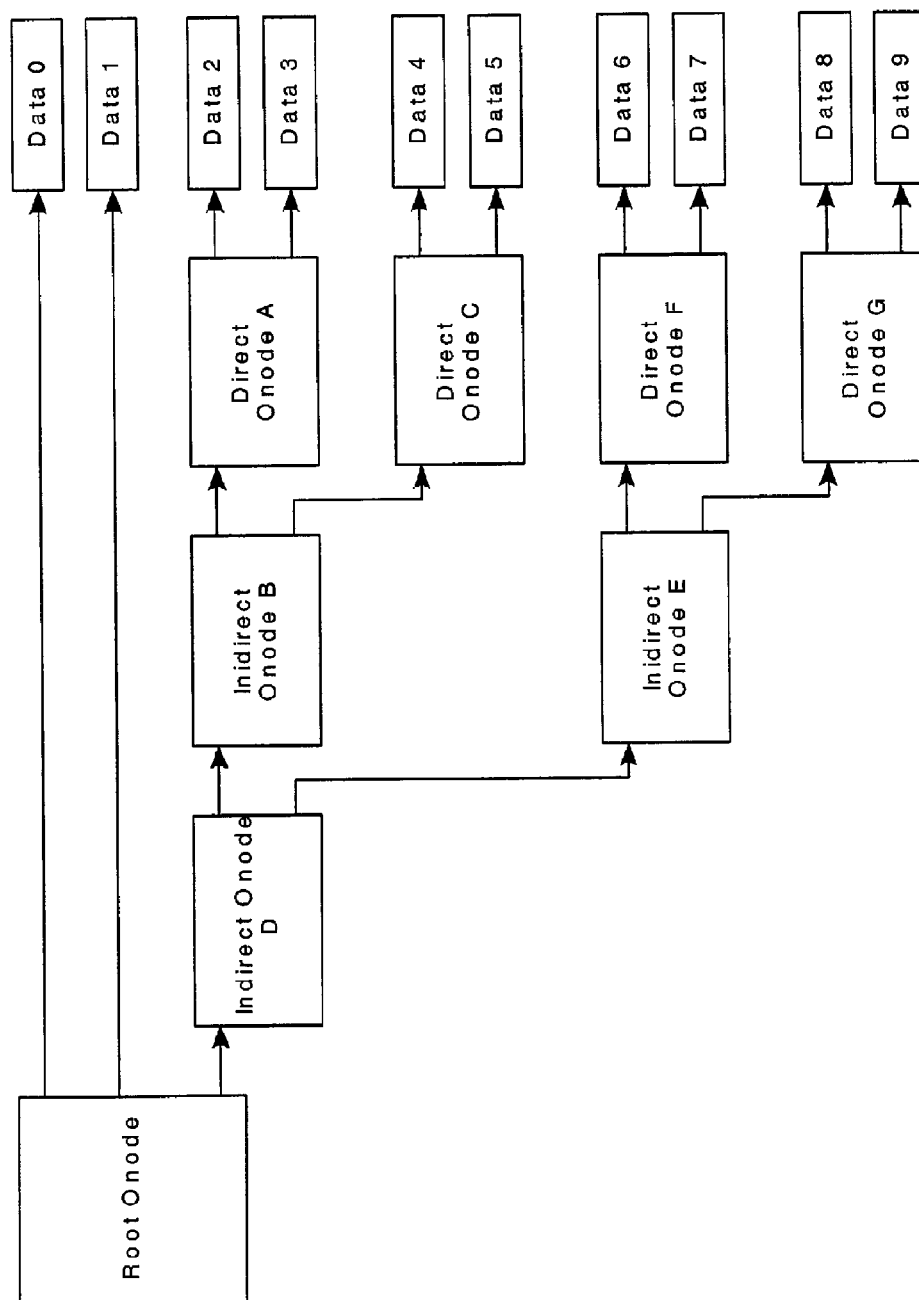 Root Onode
Indirect Onode
D
Inidirect
Onode B
Inidirect
Onode E
Direct
Onode A
Direct
Onode C
Direct
Onode F
Direct
Onode G
Data 0
Data 1
Data 2
Data 3
Data 4
Data 5
Data 6
Data 7
Data 8
Data 9